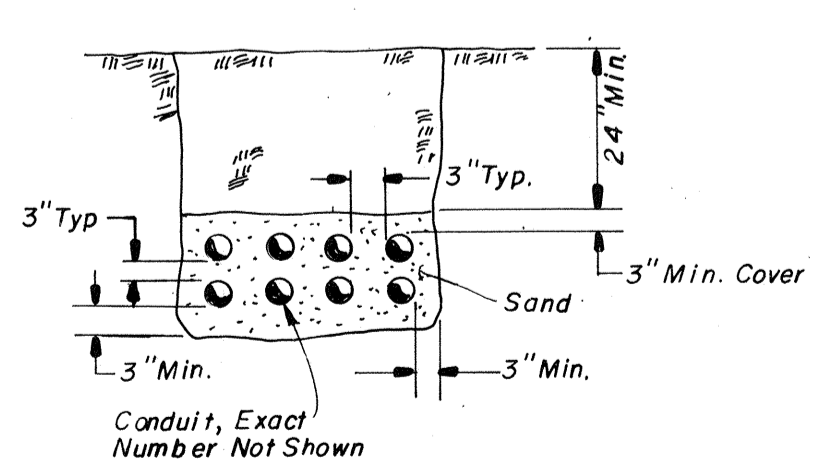 24"Min.
3"Typ.
3"Typ
3"Min. Cover
Sand
3"Min.
3"Min.
Conduit, Exact
Number Not Shown